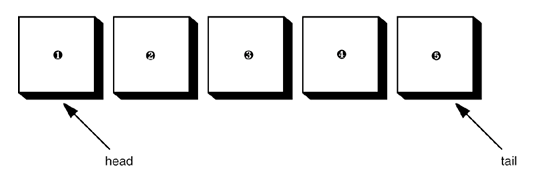 ❶ ❷ ❸ ❹ ❺
head tail